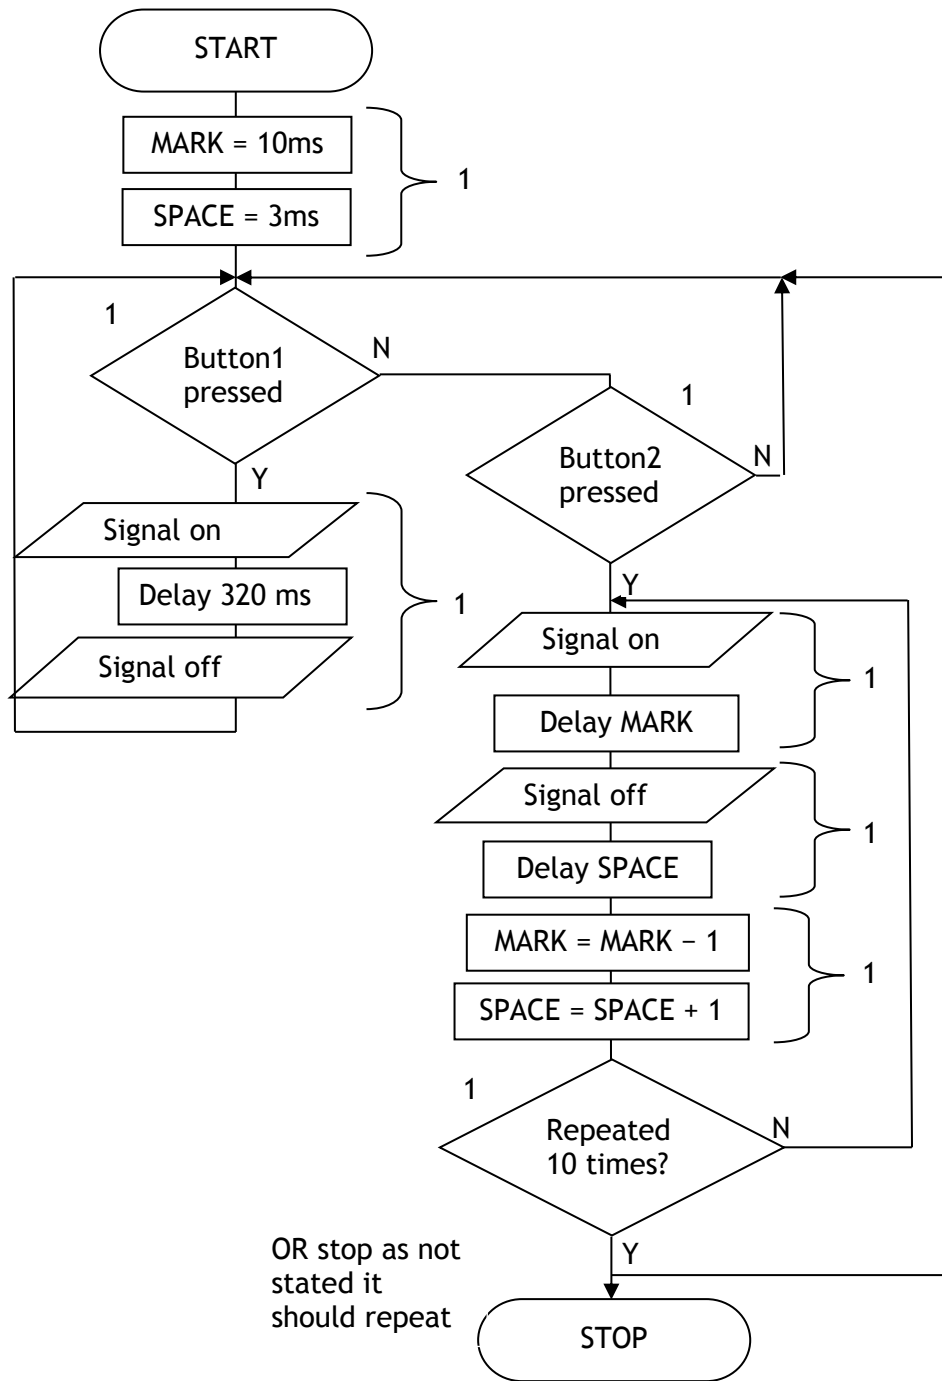 START
MARK = 10ms
1
SPACE = 3ms
1
Button1
pressed
N
Y
Signal on
Delay 320 ms
Signal off
1
1
Button2
pressed
N
Y
Signal on
Delay MARK
1
Signal off
Delay SPACE
1
MARK = MARK − 1
SPACE = SPACE + 1
1
1
Repeated
10 times?
N
Y
OR stop as not
stated it
should repeat
STOP